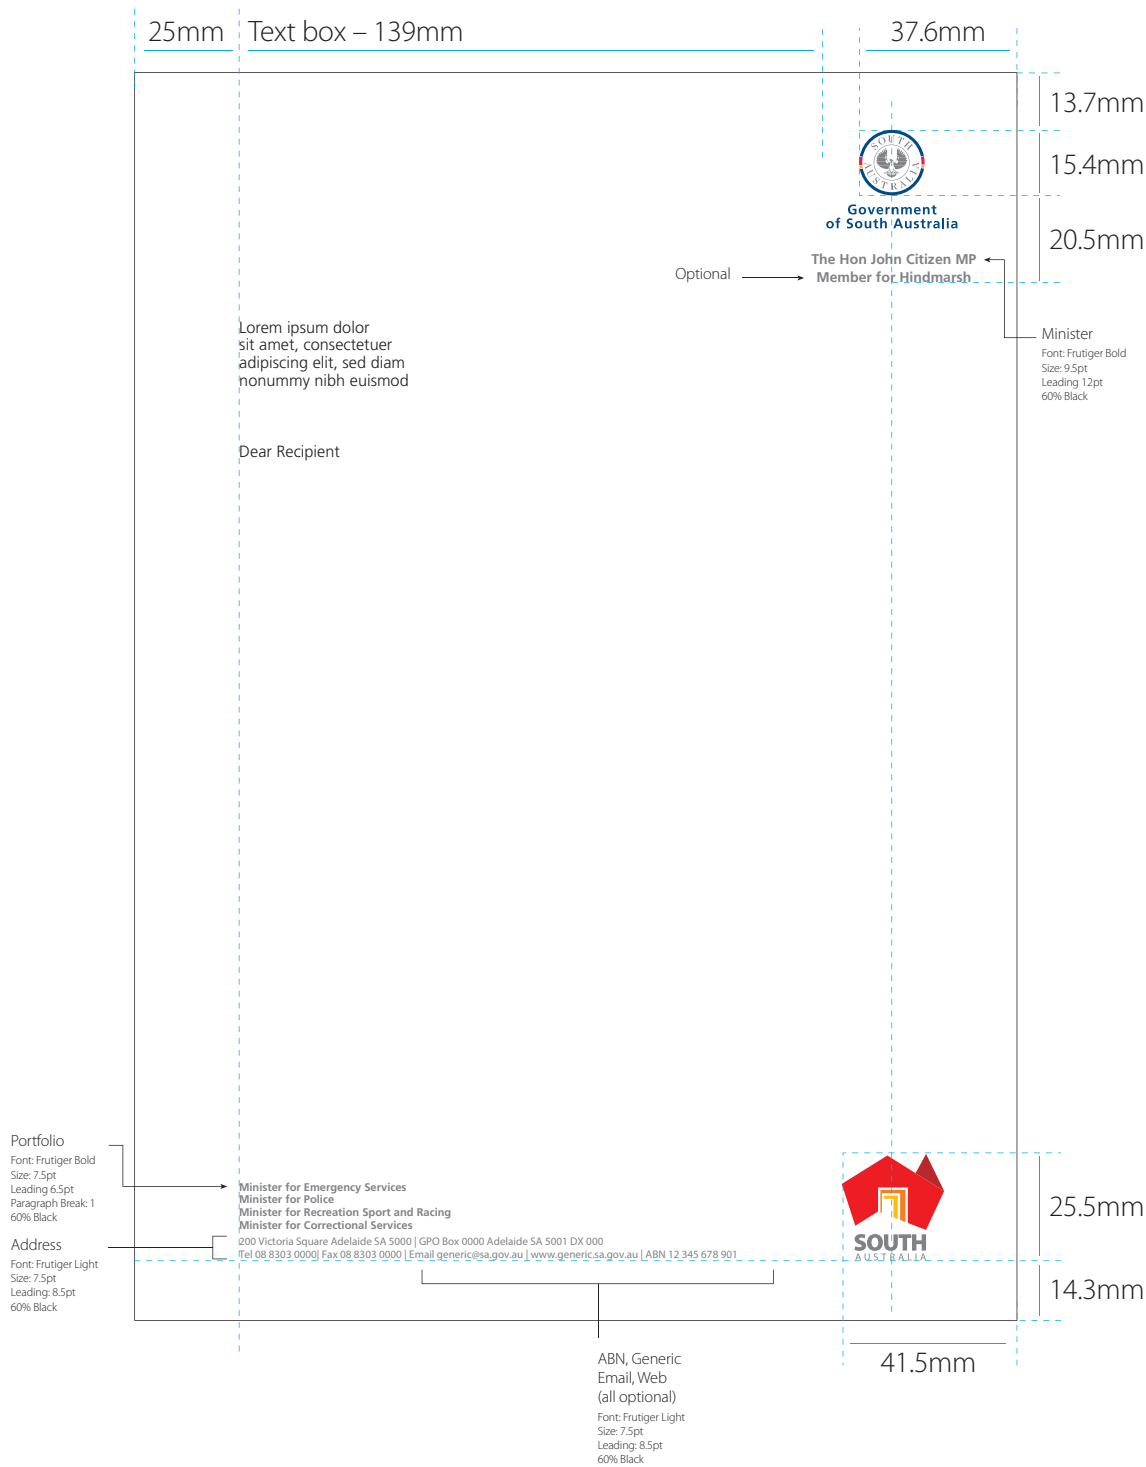 25mm
Text box – 139mm
37.6mm
13.7mm
SOUTH
AUSTRALIA
15.4mm
Government
of South Australia
20.5mm
The Hon John Citizen MP
Optional
Member for Hindmarsh
Lorem ipsum dolor
sit amet, consectetuer
adipiscing elit, sed diam
nonummy nibh euismod
Minister
Font: Frutiger Bold
Size: 9.5pt
Leading 12pt
60% Black
Dear Recipient
Portfolio
Font: Frutiger Bold
Size: 7.5pt
Leading 6.5pt
Paragraph Break: 1
60% Black
Minister for Emergency Services
Minister for Police
Minister for Recreation Sport and Racing
Minister for Correctional Services
Address
Font: Frutiger Light
Size: 7.5pt
Leading: 8.5pt
60% Black
200 Victoria Square Adelaide SA 5000 | GPO Box 0000 Adelaide SA 5001 DX 000
Tel 08 8303 0000| Fax 08 8303 0000 | Email generic@sa.gov.au | www.generic.sa.gov.au | ABN 12 345 678 901
SOUTH
AUSTRALIA
25.5mm
14.3mm
41.5mm
ABN, Generic
Email, Web
(all optional)
Font: Frutiger Light
Size: 7.5pt
Leading: 8.5pt
60% Black